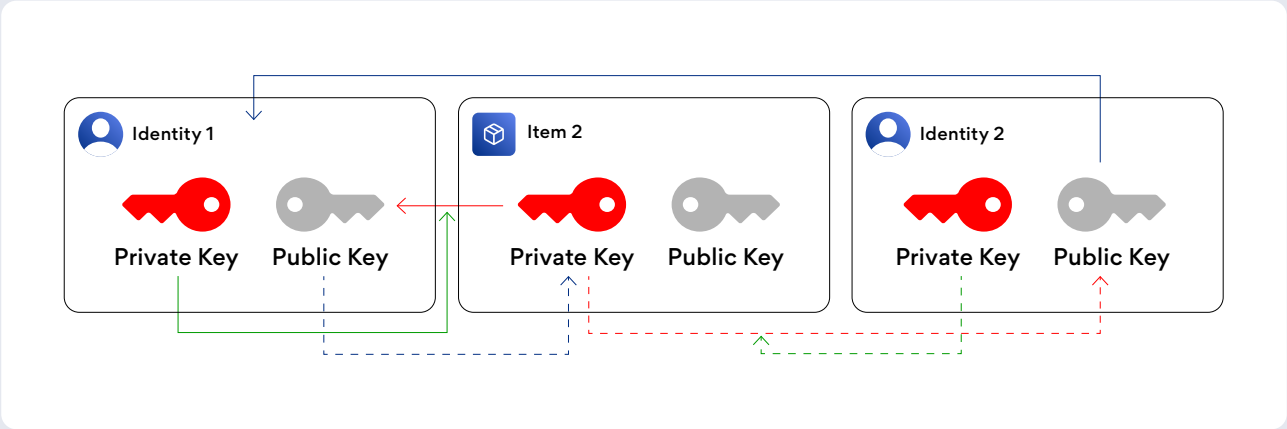 Identity 1
Item 2
Identity 2
Private Key
Public Key
Private Key
Public Key
Private Key
Public Key